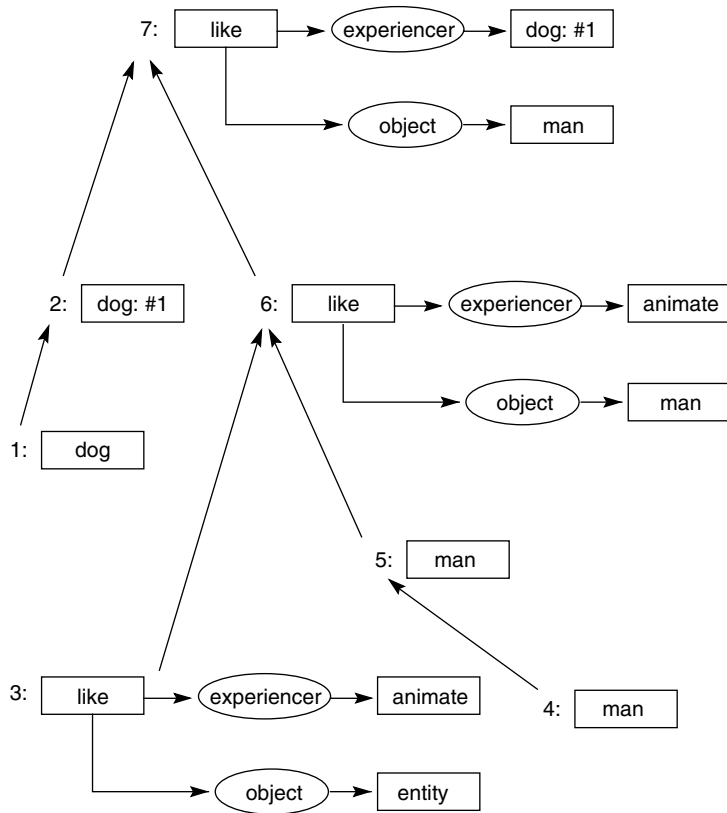 7: like experiencer dog: #1
object man
2: dog: #1 6: like experiencer animate
object man
1: dog
5: man
3: like experiencer animate 4: man
object entity